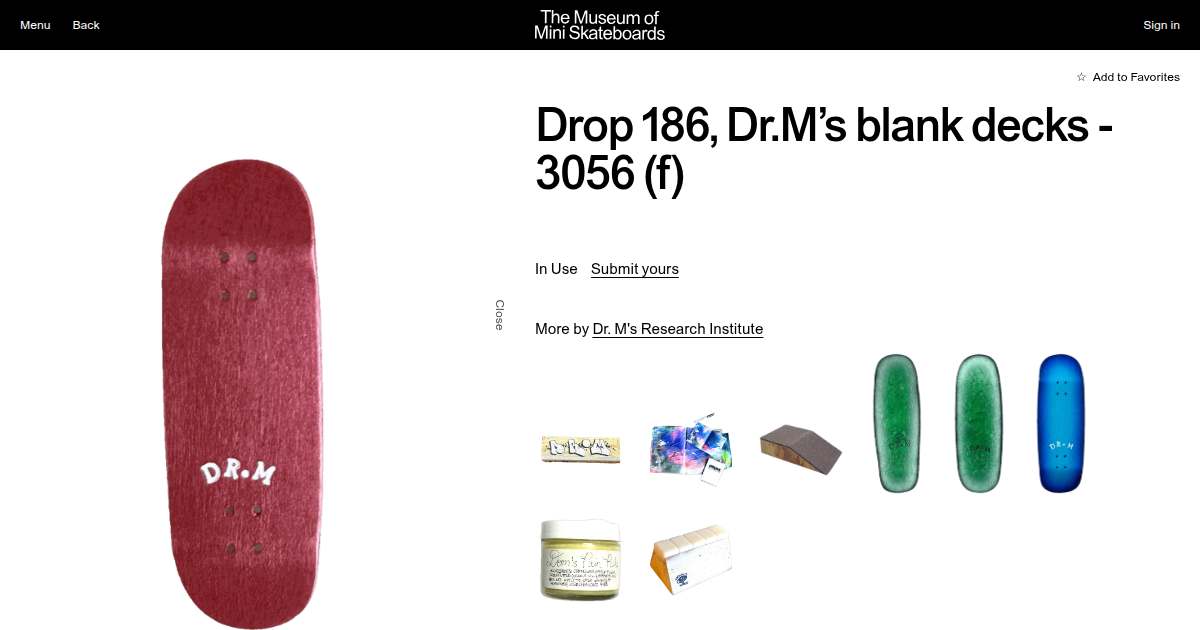 Menu
Back
The Museum of
Mini Skateboards
Sign in
☆ Add to Favorites
Drop 186, Dr.M’s blank decks -
3056 (f)
In Use
Submit yours
Close
More by Dr. M's Research Institute
DR.M
DR.M